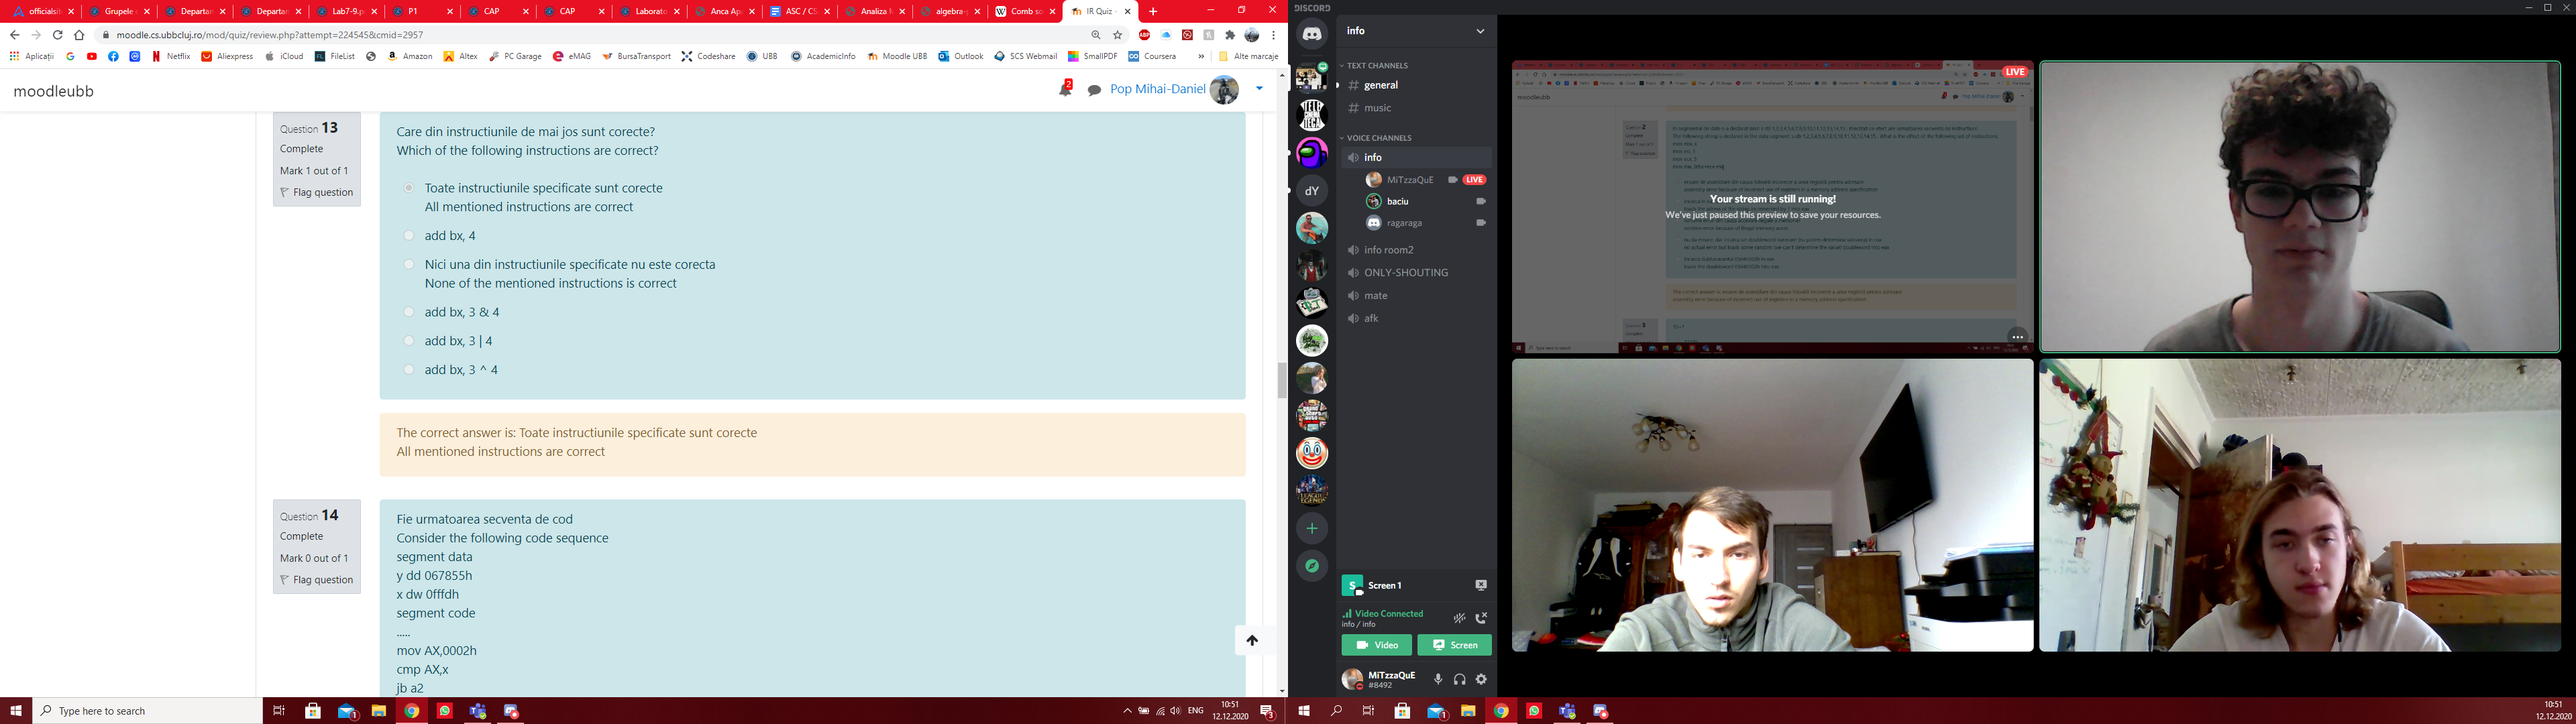 officialsit
Grupele
Departan
Departan
Lab7-9.p
P1
CAP
CAP
Laborato
Anca Ap
ASC / CS
Analiza
algebra-
Comb so
IR Quiz -
moodle.cs.ubbcluj.ro/mod/quiz/review.php?attempt=224545&cmid=2957
Aplicații
Netflix
Aliexpress
iCloud
FileList
Amazon
Altex
PC Garage
eMAG
BursaTransport
Codeshare
UBB
AcademicInfo
Moodle UBB
Outlook
SCS Webmail
SmallPDF
Coursera
»
Alte marcaje
moodleubb
2
Pop Mihai-Daniel
Question 13
Complete
Mark 1 out of 1
Flag question
Care din instructiunile de mai jos sunt corecte?
Which of the following instructions are correct?
Toate instructiunile specificate sunt corecte
All mentioned instructions are correct
add bx, 4
Nici una din instructiunile specificate nu este corecta
None of the mentioned instructions is correct
add bx, 3 & 4
add bx, 3 | 4
add bx, 3 ^ 4
The correct answer is: Toate instructiunile specificate sunt corecte
All mentioned instructions are correct
Question 14
Complete
Mark 0 out of 1
Flag question
Fie urmatoarea secventa de cod
Consider the following code sequence
segment data
y dd 067855h
x dw 0fffdh
segment code
.....
mov AX,0002h
cmp AX,x
jb a2
Type here to search
ENG
10:51
12.12.2020
DISCORD
info
TEXT CHANNELS
# general
# music
VOICE CHANNELS
info
MiTzzaQuE
LIVE
baciu
ragaraga
info room2
ONLY-SHOUTING
mate
afk
dY
Screen 1
Video Connected
info / info
Video
Screen
MiTzzaQuE
#8492
LIVE
Your stream is still running!
We've just paused this preview to save your resources.
10:51
12.12.2020